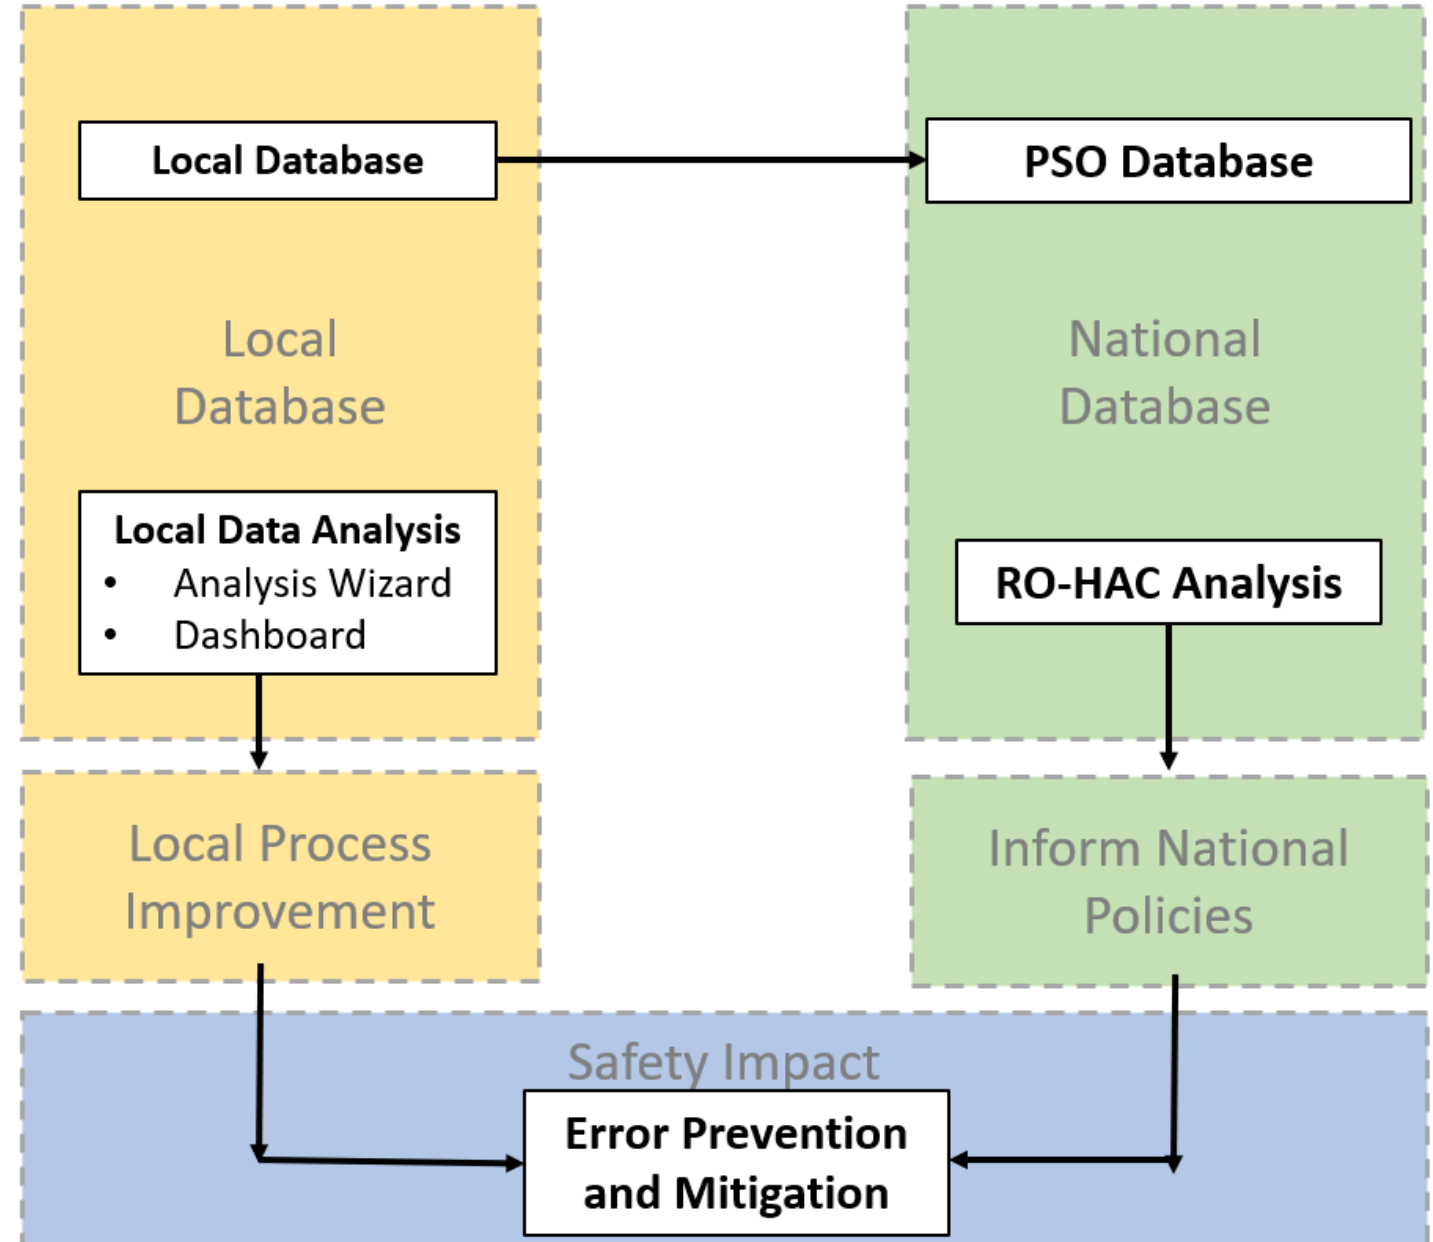 Local Database
PSO Database
Local
Database
National
Database
Local Data Analysis
• Analysis Wizard
• Dashboard
RO-HAC Analysis
Local Process
Improvement
Inform National
Policies
Safety Impact
Error Prevention
and Mitigation